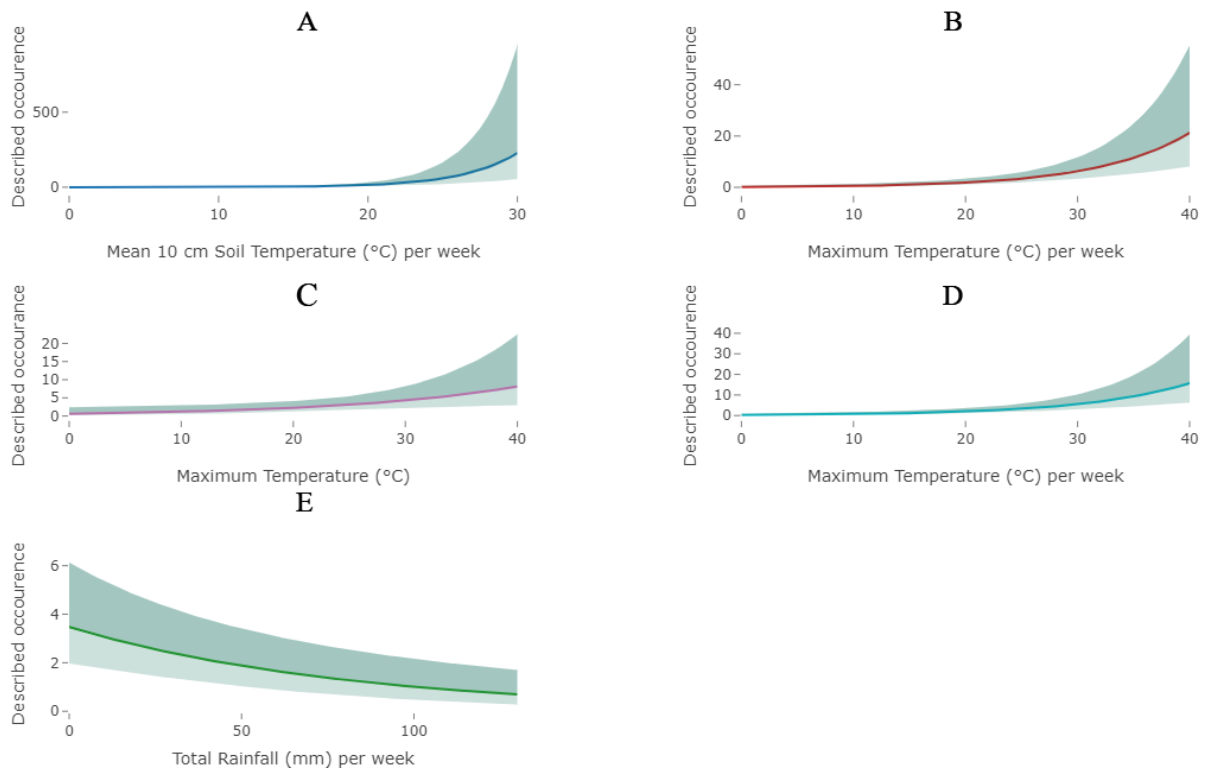 A
Described occourence
500
0
0 10 20 30
Mean 10 cm Soil Temperature (°C) per week
B
Described occourence
40
20
0
0 10 20 30 40
Maximum Temperature (°C) per week
C
Described occourance
20
15
10
5
0
0 10 20 30 40
Maximum Temperature (°C)
D
Described occourence
40
30
20
10
0
0 10 20 30 40
Maximum Temperature (°C) per week
E
Described occourence
6
4
2
0
0 50 100
Total Rainfall (mm) per week